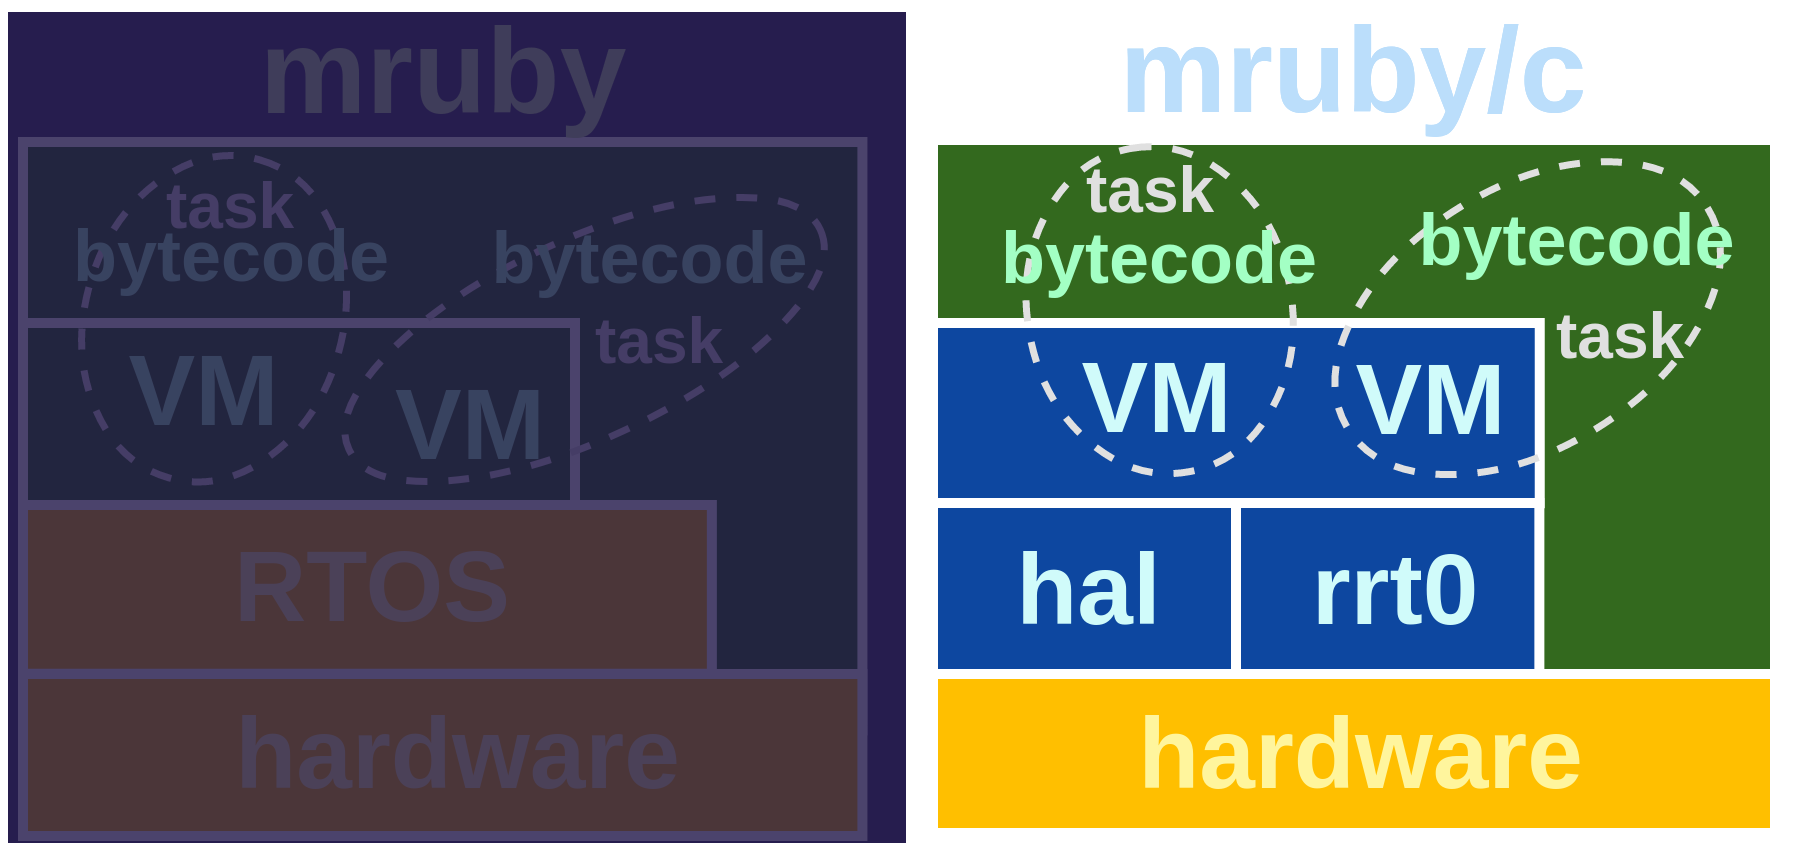 mruby
task
bytecode
bytecode
task
VM
VM
RTOS
hardware
mruby/c
task
bytecode
bytecode
task
VM
VM
hal
rrt0
hardware